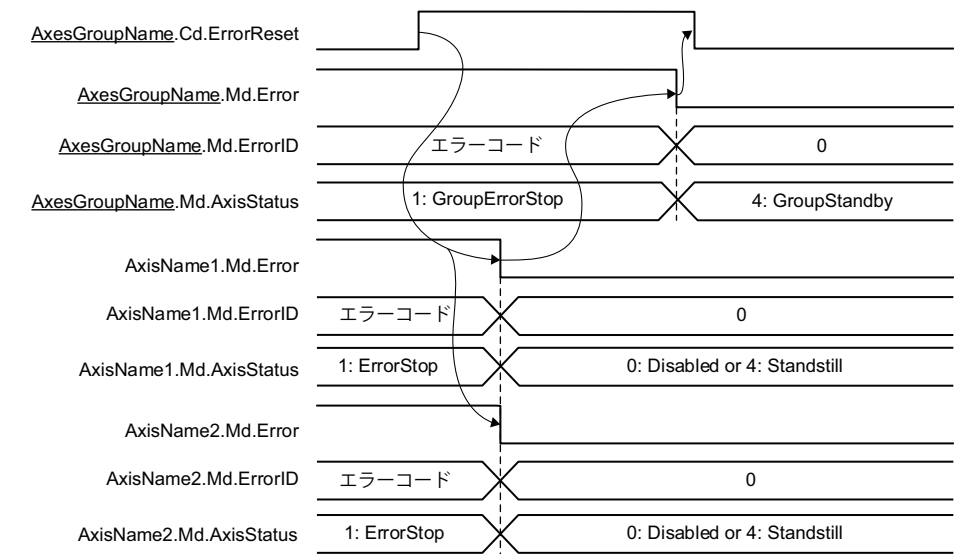 AxesGroupName.Cd.ErrorReset
AxesGroupName.Md.Error
AxesGroupName.Md.ErrorID エラーコード 0
AxesGroupName.Md.AxisStatus 1: GroupErrorStop 4: GroupStandby
AxisName1.Md.Error
AxisName1.Md.ErrorID エラーコード 0
AxisName1.Md.AxisStatus 1: ErrorStop 0: Disabled or 4: Standstill
AxisName2.Md.Error
AxisName2.Md.ErrorID エラーコード 0
AxisName2.Md.AxisStatus 1: ErrorStop 0: Disabled or 4: Standstill